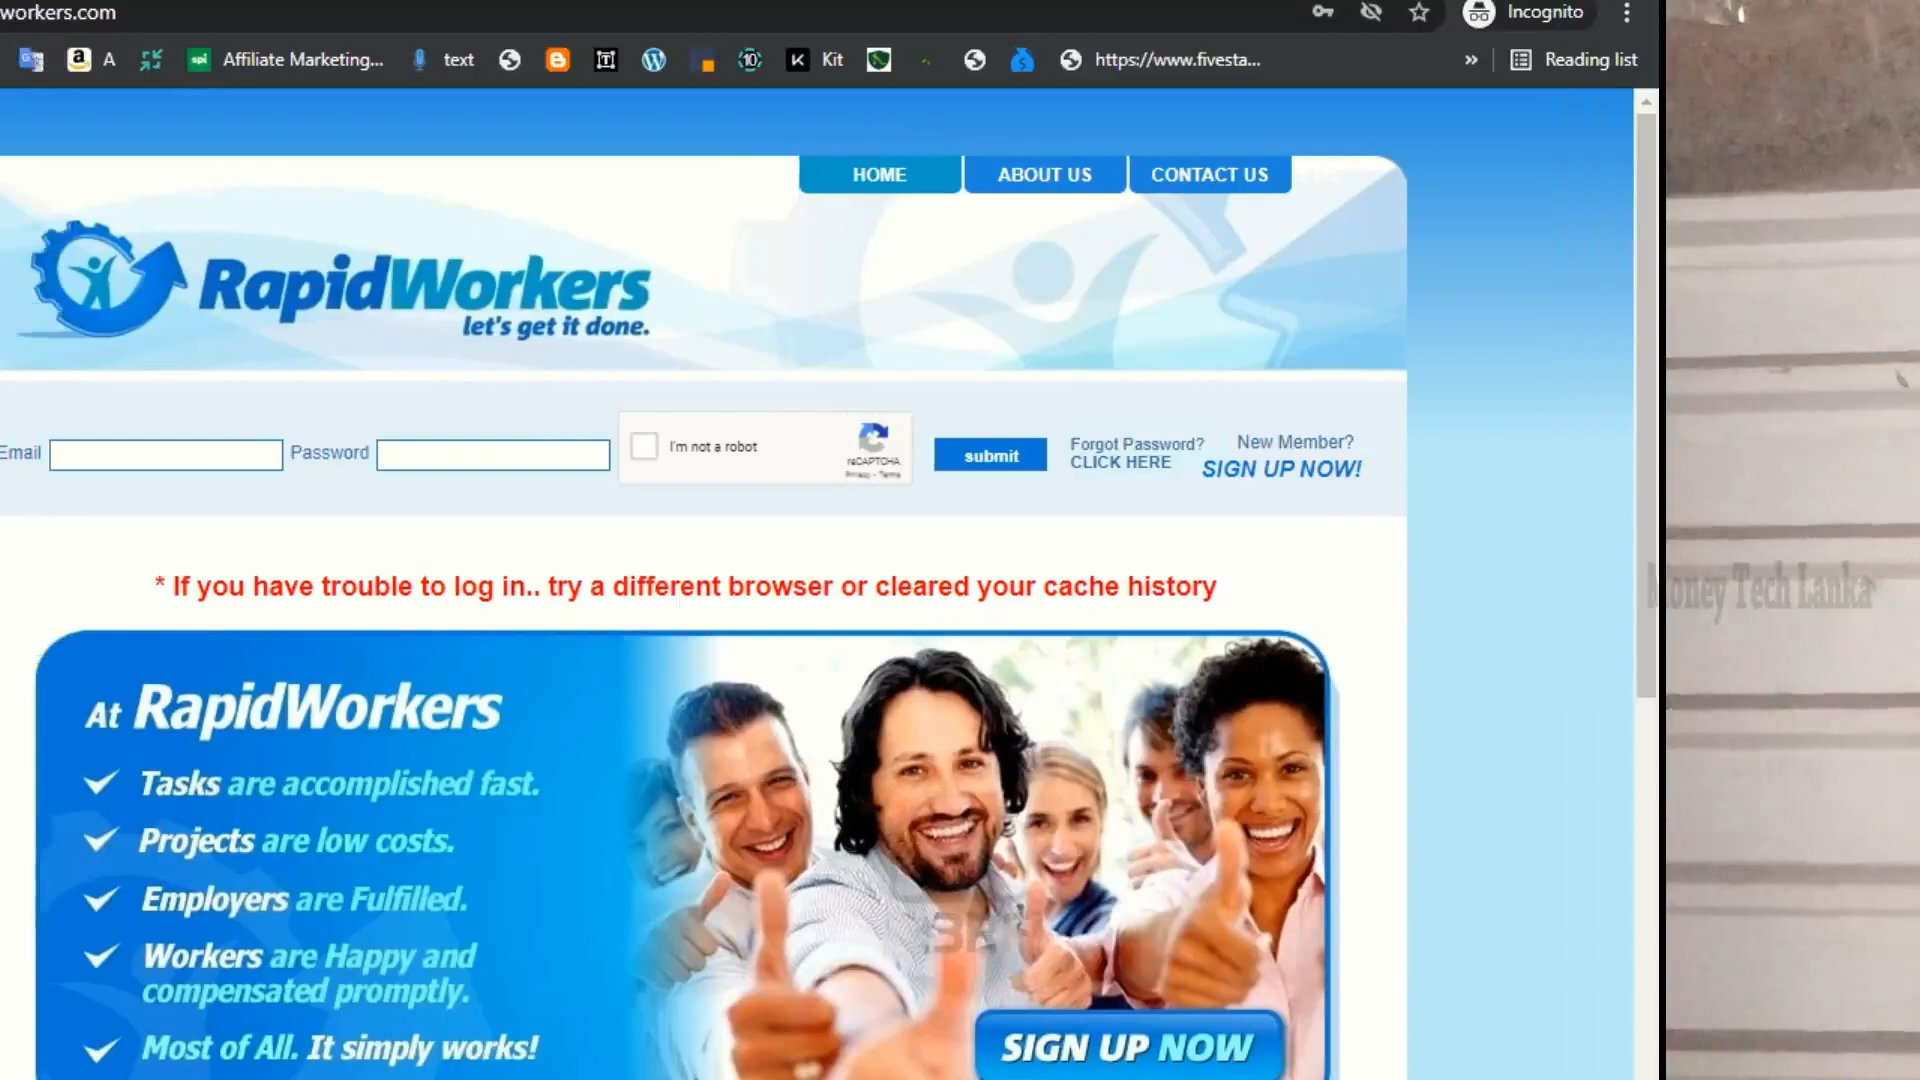 workers.com
Incognito
A
Affiliate Marketing...
text
Kit
https://www.fivesta...
»
Reading list
HOME
ABOUT US
CONTACT US
RapidWorkers
let's get it done.
Email
Password
I'm not a robot
reCAPTCHA
Privacy - Terms
submit
Forgot Password?
CLICK HERE
New Member?
SIGN UP NOW!
* If you have trouble to log in.. try a different browser or cleared your cache history
Money Tech Lanka
At RapidWorkers
Tasks are accomplished fast.
Projects are low costs.
Employers are Fulfilled.
Workers are Happy and
compensated promptly.
Most of All. It simply works!
SIGN UP NOW